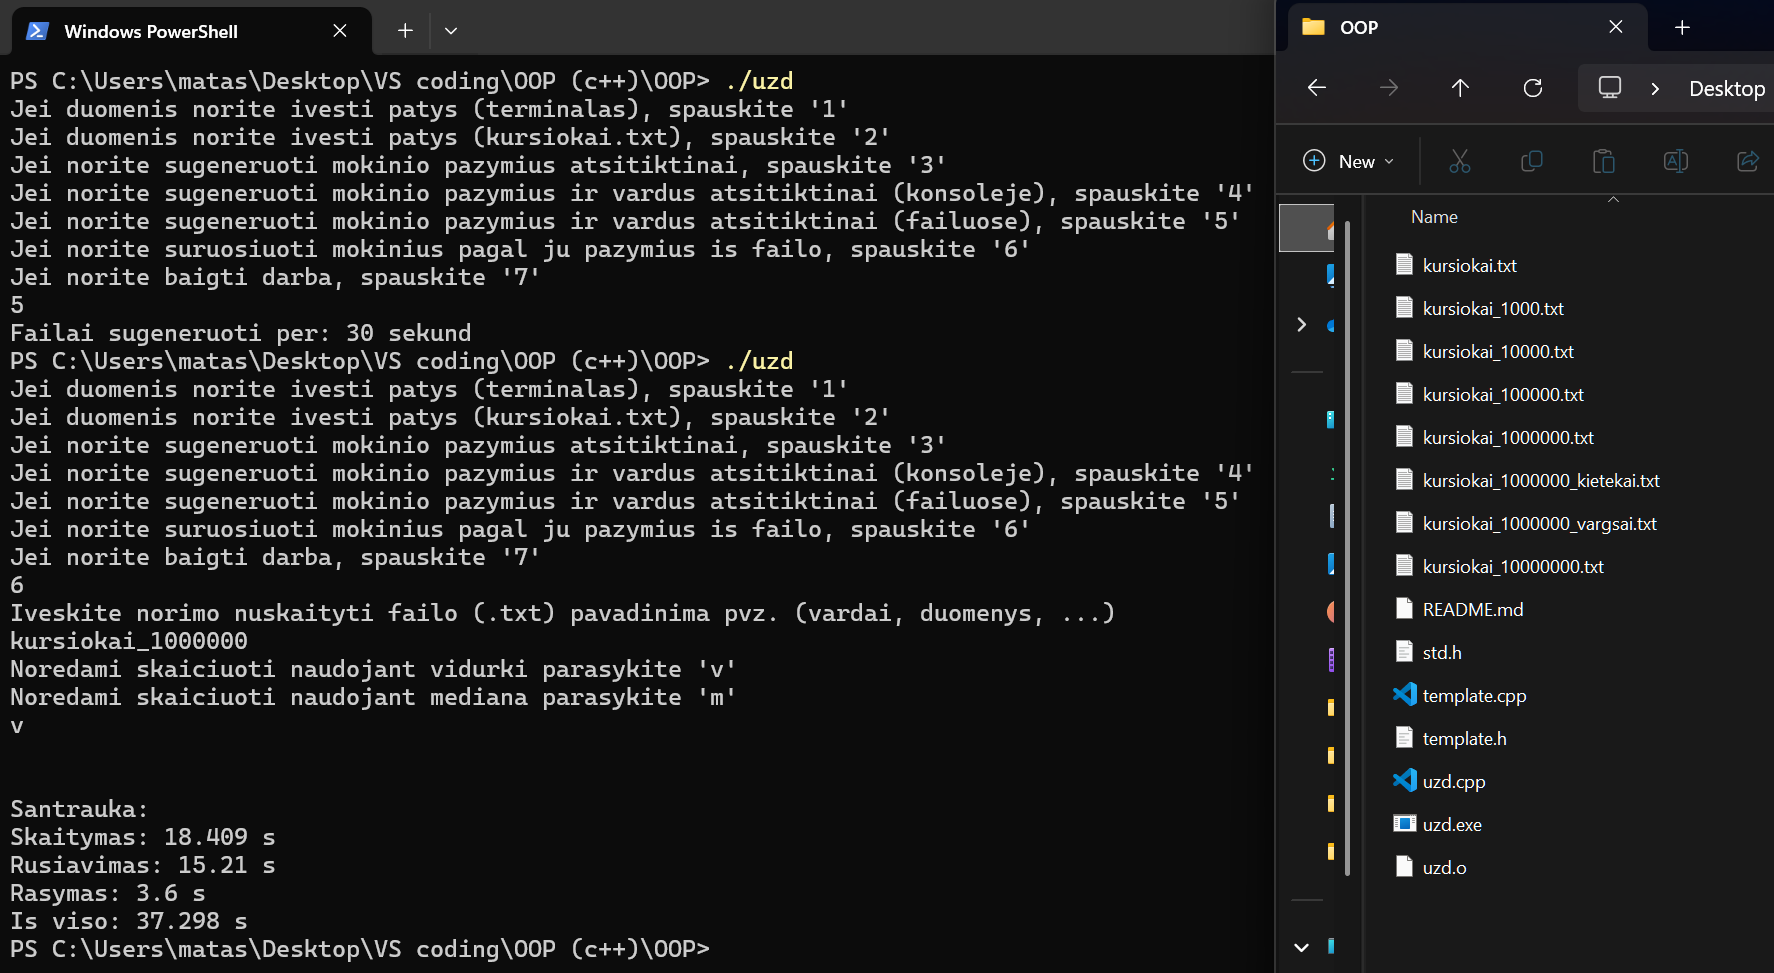 Windows PowerShell
PS C:\Users\matas\Desktop\VS coding\OOP (c++)\OOP> ./uzd
Jei duomenis norite ivesti patys (terminalas), spauskite '1'
Jei duomenis norite ivesti patys (kursiokai.txt), spauskite '2'
Jei norite sugeneruoti mokinio pazymius atsitiktinai, spauskite '3'
Jei norite sugeneruoti mokinio pazymius ir vardus atsitiktinai (konsoleje), spauskite '4'
Jei norite sugeneruoti mokinio pazymius ir vardus atsitiktinai (failuose), spauskite '5'
Jei norite suruosiuoti mokinius pagal ju pazymius is failo, spauskite '6'
Jei norite baigti darba, spauskite '7'
5
Failai sugeneruoti per: 30 sekund
PS C:\Users\matas\Desktop\VS coding\OOP (c++)\OOP> ./uzd
Jei duomenis norite ivesti patys (terminalas), spauskite '1'
Jei duomenis norite ivesti patys (kursiokai.txt), spauskite '2'
Jei norite sugeneruoti mokinio pazymius atsitiktinai, spauskite '3'
Jei norite sugeneruoti mokinio pazymius ir vardus atsitiktinai (konsoleje), spauskite '4'
Jei norite sugeneruoti mokinio pazymius ir vardus atsitiktinai (failuose), spauskite '5'
Jei norite suruosiuoti mokinius pagal ju pazymius is failo, spauskite '6'
Jei norite baigti darba, spauskite '7'
6
Iveskite norimo nuskaityti failo (.txt) pavadinima pvz. (vardai, duomenys, ...)
kursiokai_1000000
Noredami skaiciuoti naudojant vidurki parasykite 'v'
Noredami skaiciuoti naudojant mediana parasykite 'm'
v
Santrauka:
Skaitymas: 18.409 s
Rusiavimas: 15.21 s
Rasymas: 3.6 s
Is viso: 37.298 s
PS C:\Users\matas\Desktop\VS coding\OOP (c++)\OOP>
OOP
Desktop
New
Name
kursiokai.txt
kursiokai_1000.txt
kursiokai_10000.txt
kursiokai_100000.txt
kursiokai_1000000.txt
kursiokai_1000000_kietekai.txt
kursiokai_1000000_vargsai.txt
kursiokai_10000000.txt
README.md
std.h
template.cpp
template.h
uzd.cpp
uzd.exe
uzd.o